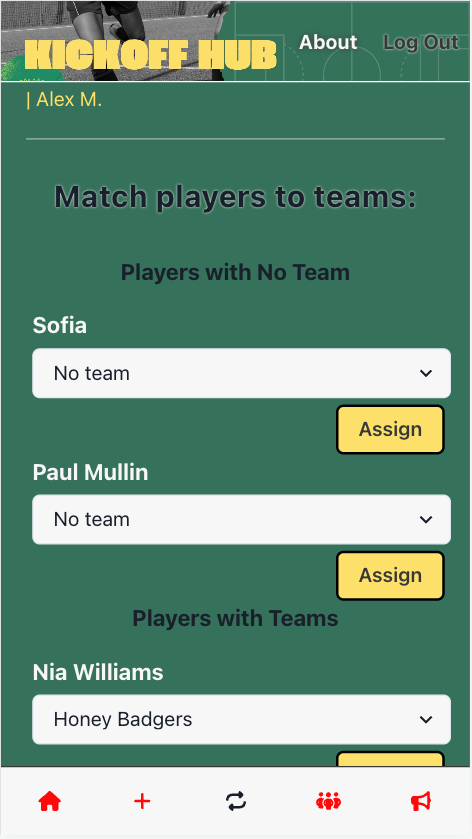 KICKOFF HUB
About
Log Out
| Alex M.
Match players to teams:
Players with No Team
Sofia
No team
Assign
Paul Mullin
No team
Assign
Players with Teams
Nia Williams
Honey Badgers